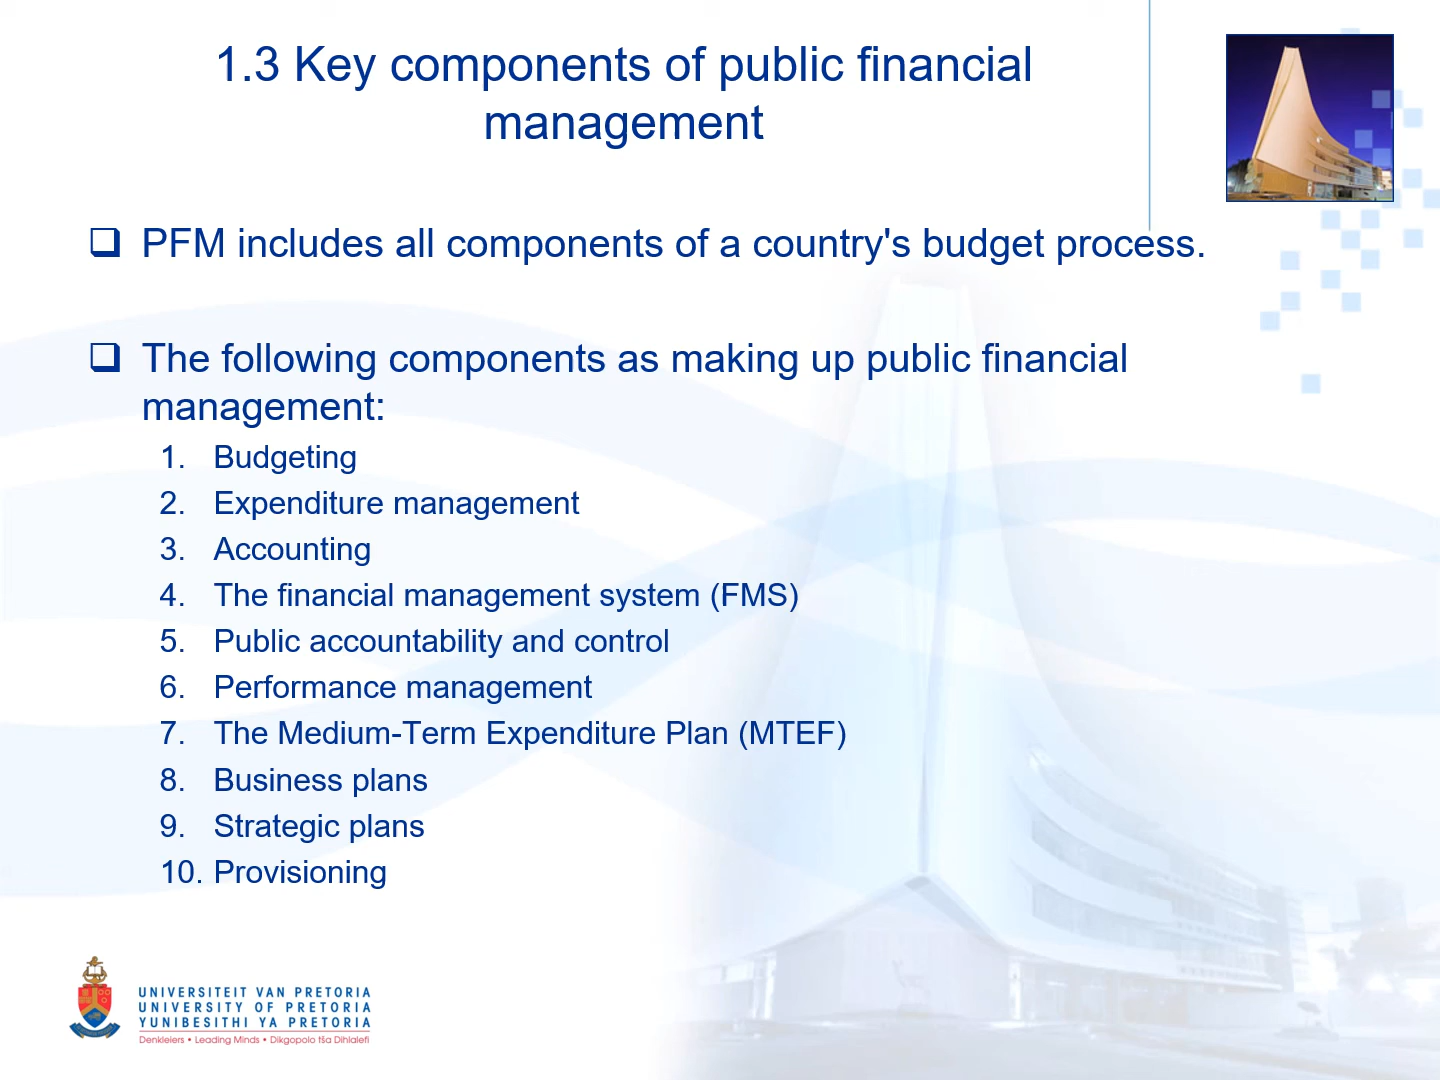 1.3 Key components of public financial
management
❑ PFM includes all components of a country's budget process.
❑ The following components as making up public financial
management:
1. Budgeting
2. Expenditure management
3. Accounting
4. The financial management system (FMS)
5. Public accountability and control
6. Performance management
7. The Medium-Term Expenditure Plan (MTEF)
8. Business plans
9. Strategic plans
10. Provisioning
UNIVERSITEIT VAN PRETORIA
UNIVERSITY OF PRETORIA
YUNIBESITHI YA PRETORIA
Denkleiers • Leading Minds • Dikgopolo tša Dihlalefi